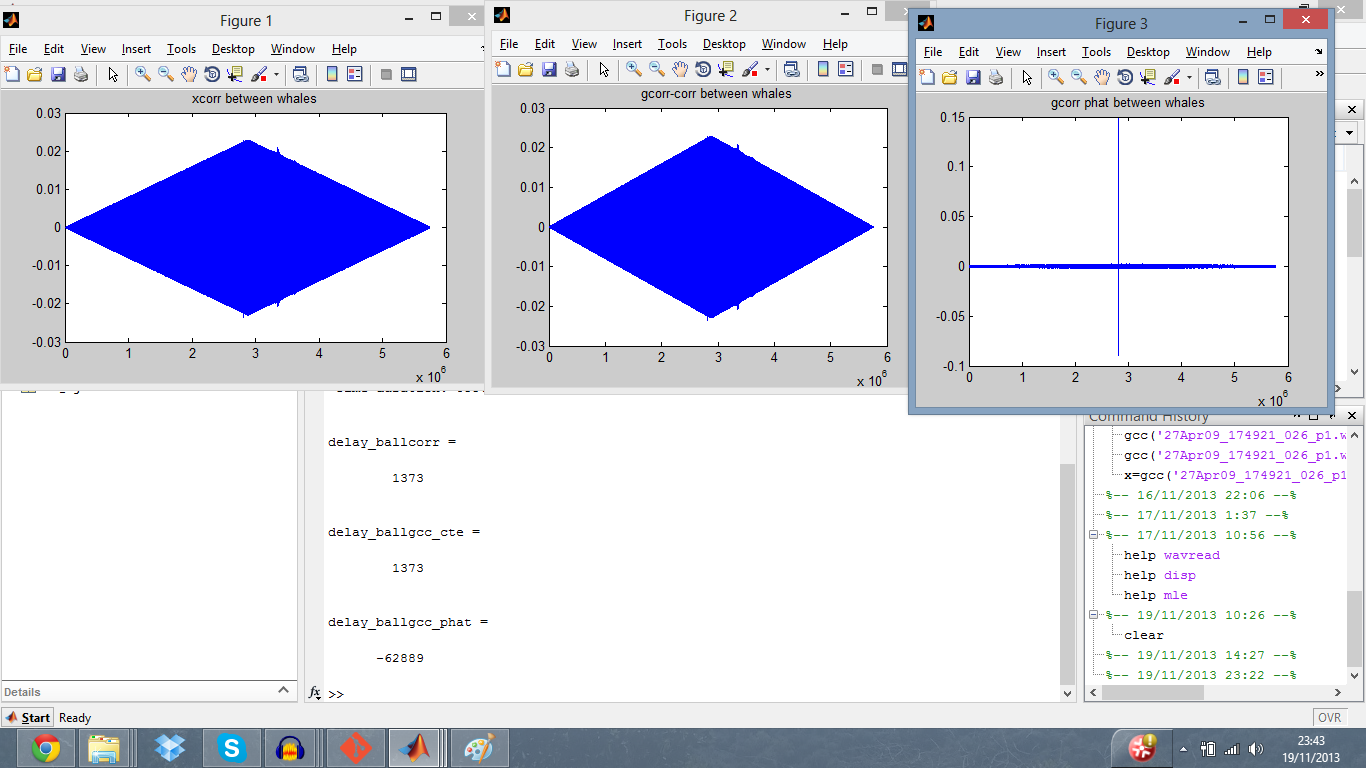 Figure 1
File Edit View Insert Tools Desktop Window Help
xcorr between whales
0.03
0.02
0.01
0
-0.01
-0.02
-0.03
0 1 2 3 4 5 6
x 10^6
Figure 2
File Edit View Insert Tools Desktop Window Help
gcorr-corr between whales
0.03
0.02
0.01
0
-0.01
-0.02
-0.03
0 1 2 3 4 5 6
x 10^6
Figure 3
File Edit View Insert Tools Desktop Window Help
gcorr phat between whales
0.15
0.1
0.05
0
-0.05
-0.1
0 1 2 3 4 5 6
x 10^6
delay_ballcorr =
1373
delay_ballgcc_cte =
1373
delay_ballgcc_phat =
-62889
fx >>
Command History
gcc('27Apr09_174921_026_p1.w
gcc('27Apr09_174921_026_p1.w
x=gcc('27Apr09_174921_026_p1
%-- 16/11/2013 22:06 --%
%-- 17/11/2013 1:37 --%
%-- 17/11/2013 10:56 --%
help wavread
help disp
help mle
%-- 19/11/2013 10:26 --%
clear
%-- 19/11/2013 14:27 --%
%-- 19/11/2013 23:22 --%
Details
Start Ready
OVR
23:43
19/11/2013